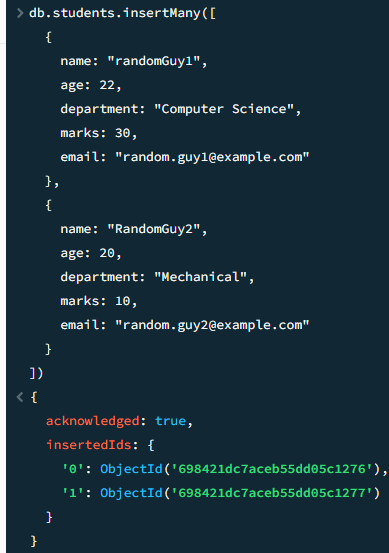 > db.students.insertMany([
{
name: "randomGuy1",
age: 22,
department: "Computer Science",
marks: 30,
email: "random.guy1@example.com"
},
{
name: "RandomGuy2",
age: 20,
department: "Mechanical",
marks: 10,
email: "random.guy2@example.com"
}
])
< {
acknowledged: true,
insertedIds: {
'0': ObjectId('698421dc7aceb55dd05c1276'),
'1': ObjectId('698421dc7aceb55dd05c1277')
}
}